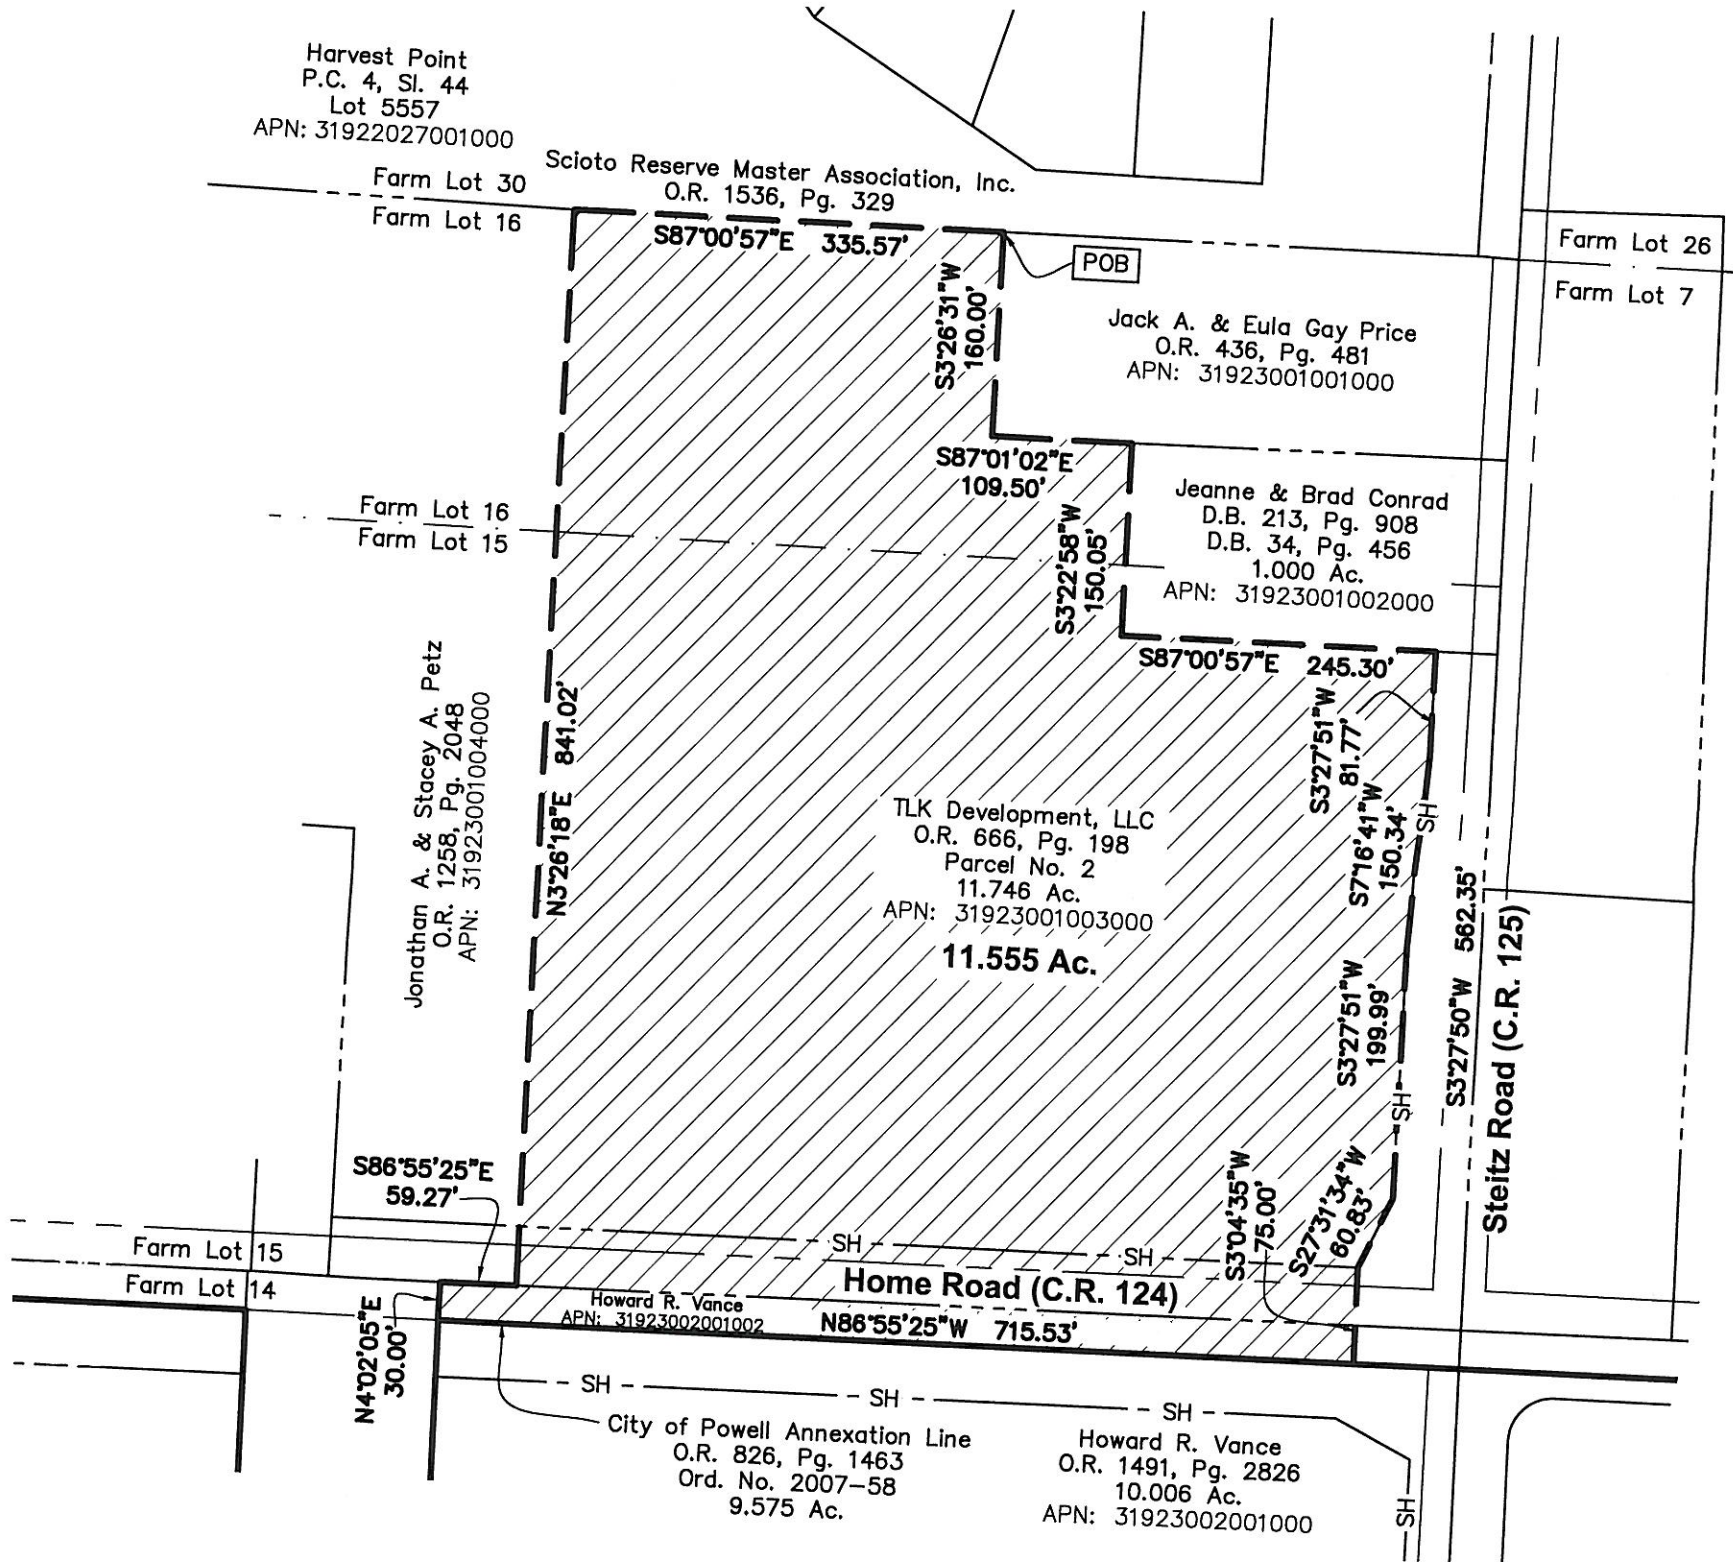 Harvest Point
P.C. 4, Sl. 44
Lot 5557
APN: 31922027001000
Scioto Reserve Master Association, Inc.
O.R. 1536, Pg. 329
Farm Lot 30
Farm Lot 16
S87°00'57"E 335.57'
POB
Farm Lot 26
Farm Lot 7
S3°26'31"W
160.00'
Jack A. & Eula Gay Price
O.R. 436, Pg. 481
APN: 31923001001000
S87°01'02"E
109.50'
Farm Lot 16
Farm Lot 15
S3°22'58"W
150.05'
Jeanne & Brad Conrad
D.B. 213, Pg. 908
D.B. 34, Pg. 456
1.000 Ac.
APN: 31923001002000
S87°00'57"E 245.30'
Jonathan A. & Stacey A. Petz
O.R. 1258, Pg. 2048
APN: 31923001004000
N3°26'18"E 841.02'
S3°27'51"W
81.77'
S7°16'41"W
150.34'
SH
TLK Development, LLC
O.R. 666, Pg. 198
Parcel No. 2
11.746 Ac.
APN: 31923001003000
11.555 Ac.
S3°27'51"W
199.99'
SH
S3°27'50"W 562.35'
Steitz Road (C.R. 125)
S86°55'25"E
59.27'
S3°04'35"W
75.00'
S27°31'34"W
60.83'
Farm Lot 15
Farm Lot 14
SH
SH
Home Road (C.R. 124)
Howard R. Vance
APN: 31923002001002
N86°55'25"W 715.53'
N4°02'05"E
30.00'
SH
SH
SH
City of Powell Annexation Line
O.R. 826, Pg. 1463
Ord. No. 2007-58
9.575 Ac.
Howard R. Vance
O.R. 1491, Pg. 2826
10.006 Ac.
APN: 31923002001000
SH